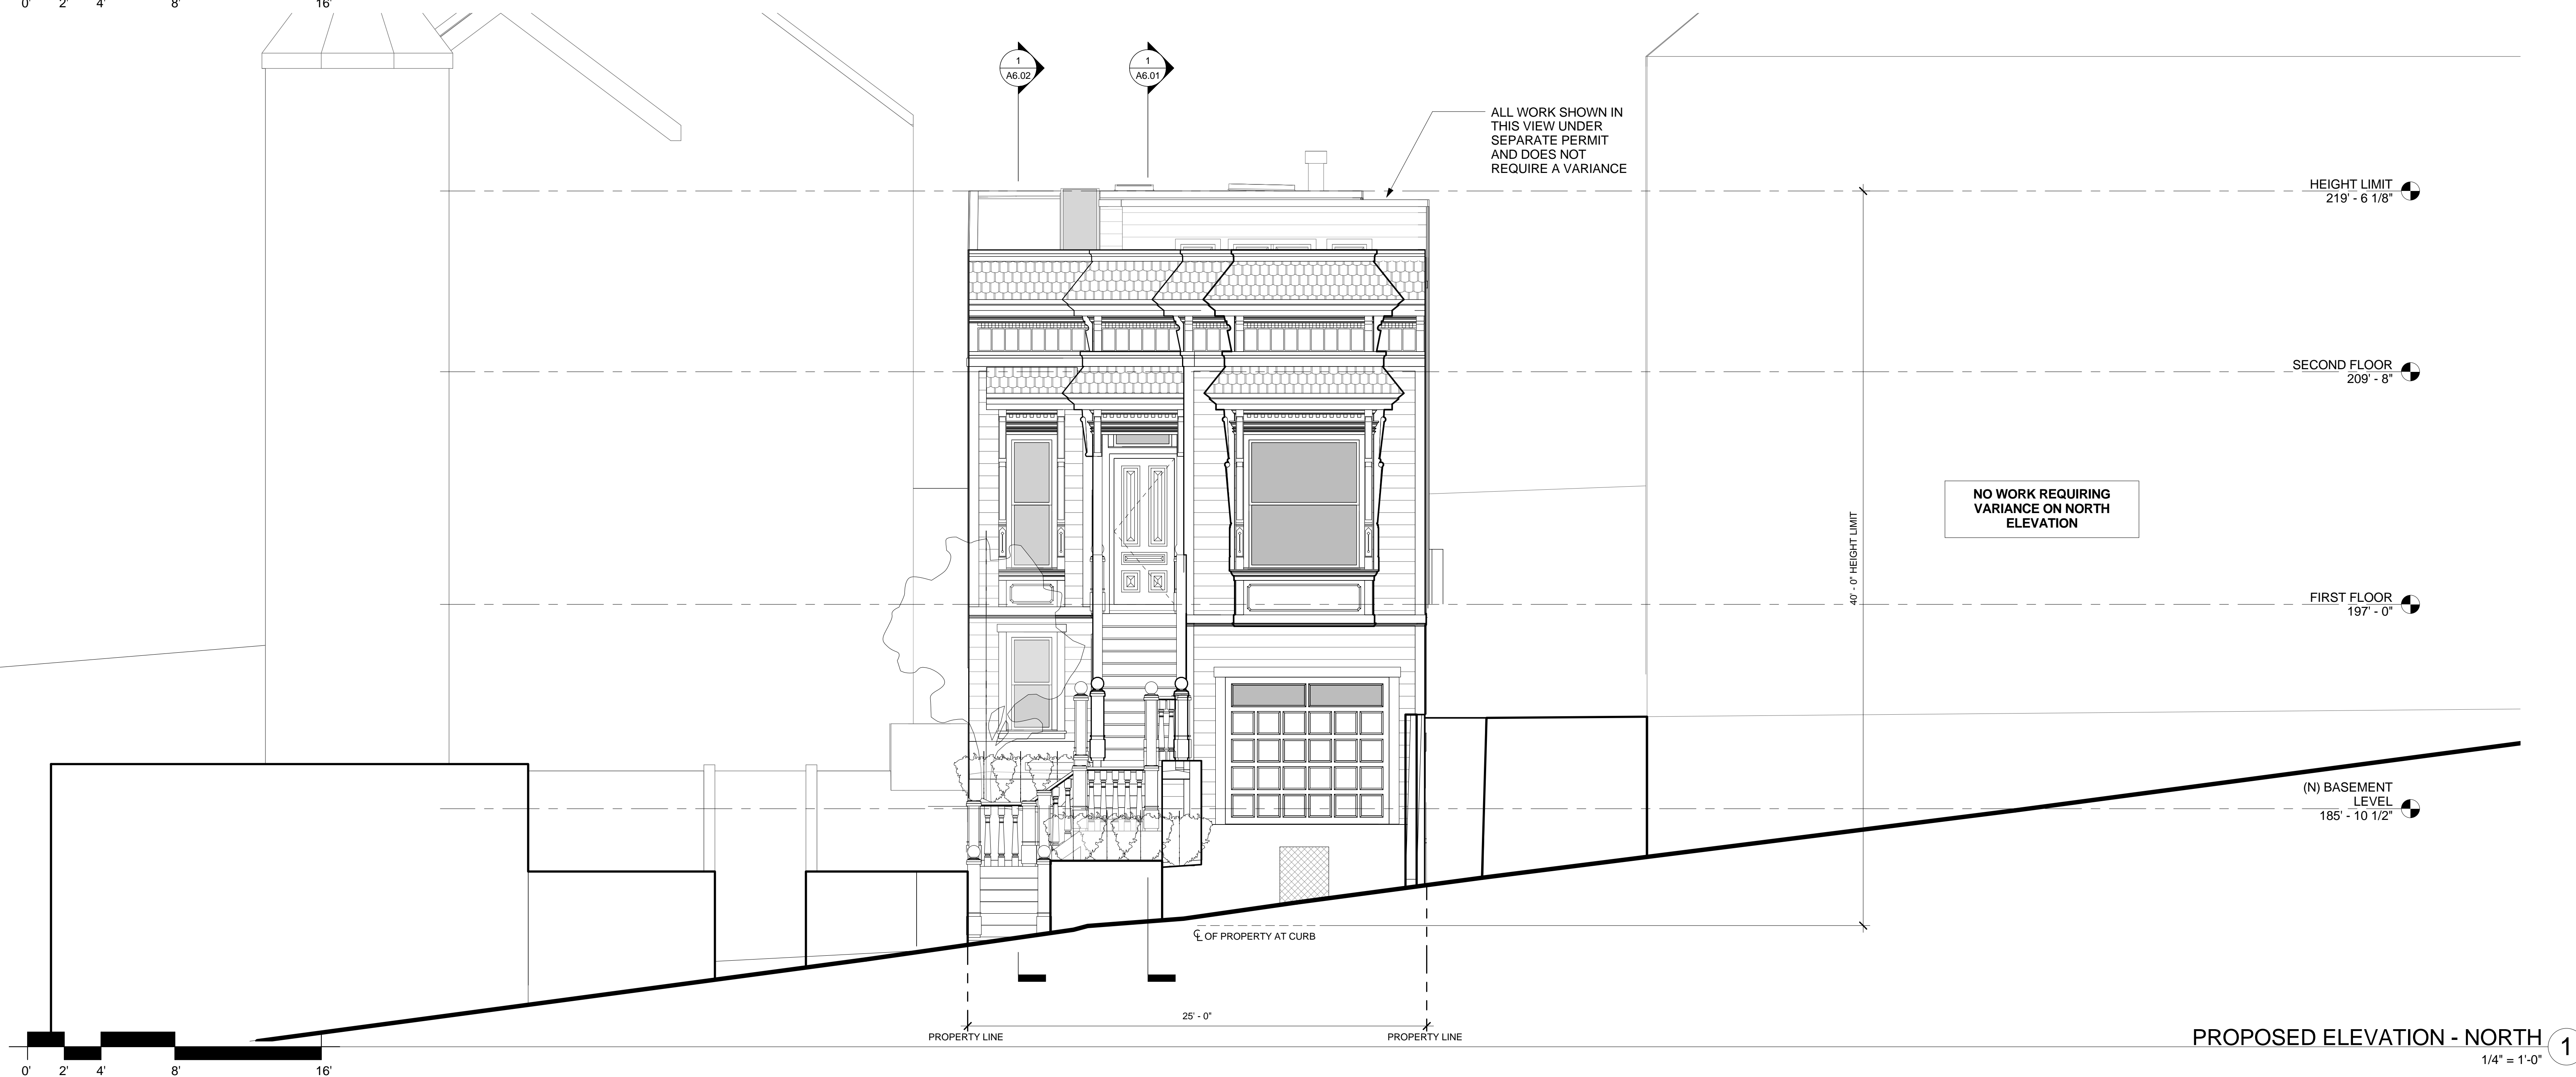 0' 2' 4' 8' 16'
1
A6.02
1
A6.01
ALL WORK SHOWN IN
THIS VIEW UNDER
SEPARATE PERMIT
AND DOES NOT
REQUIRE A VARIANCE
HEIGHT LIMIT
219' - 6 1/8"
SECOND FLOOR
209' - 8"
NO WORK REQUIRING
VARIANCE ON NORTH
ELEVATION
40' - 0" HEIGHT LIMIT
FIRST FLOOR
197' - 0"
(N) BASEMENT
LEVEL
185' - 10 1/2"
℄ OF PROPERTY AT CURB
25' - 0"
PROPERTY LINE
PROPERTY LINE
PROPOSED ELEVATION - NORTH
1
1/4" = 1'-0"
0' 2' 4' 8' 16'